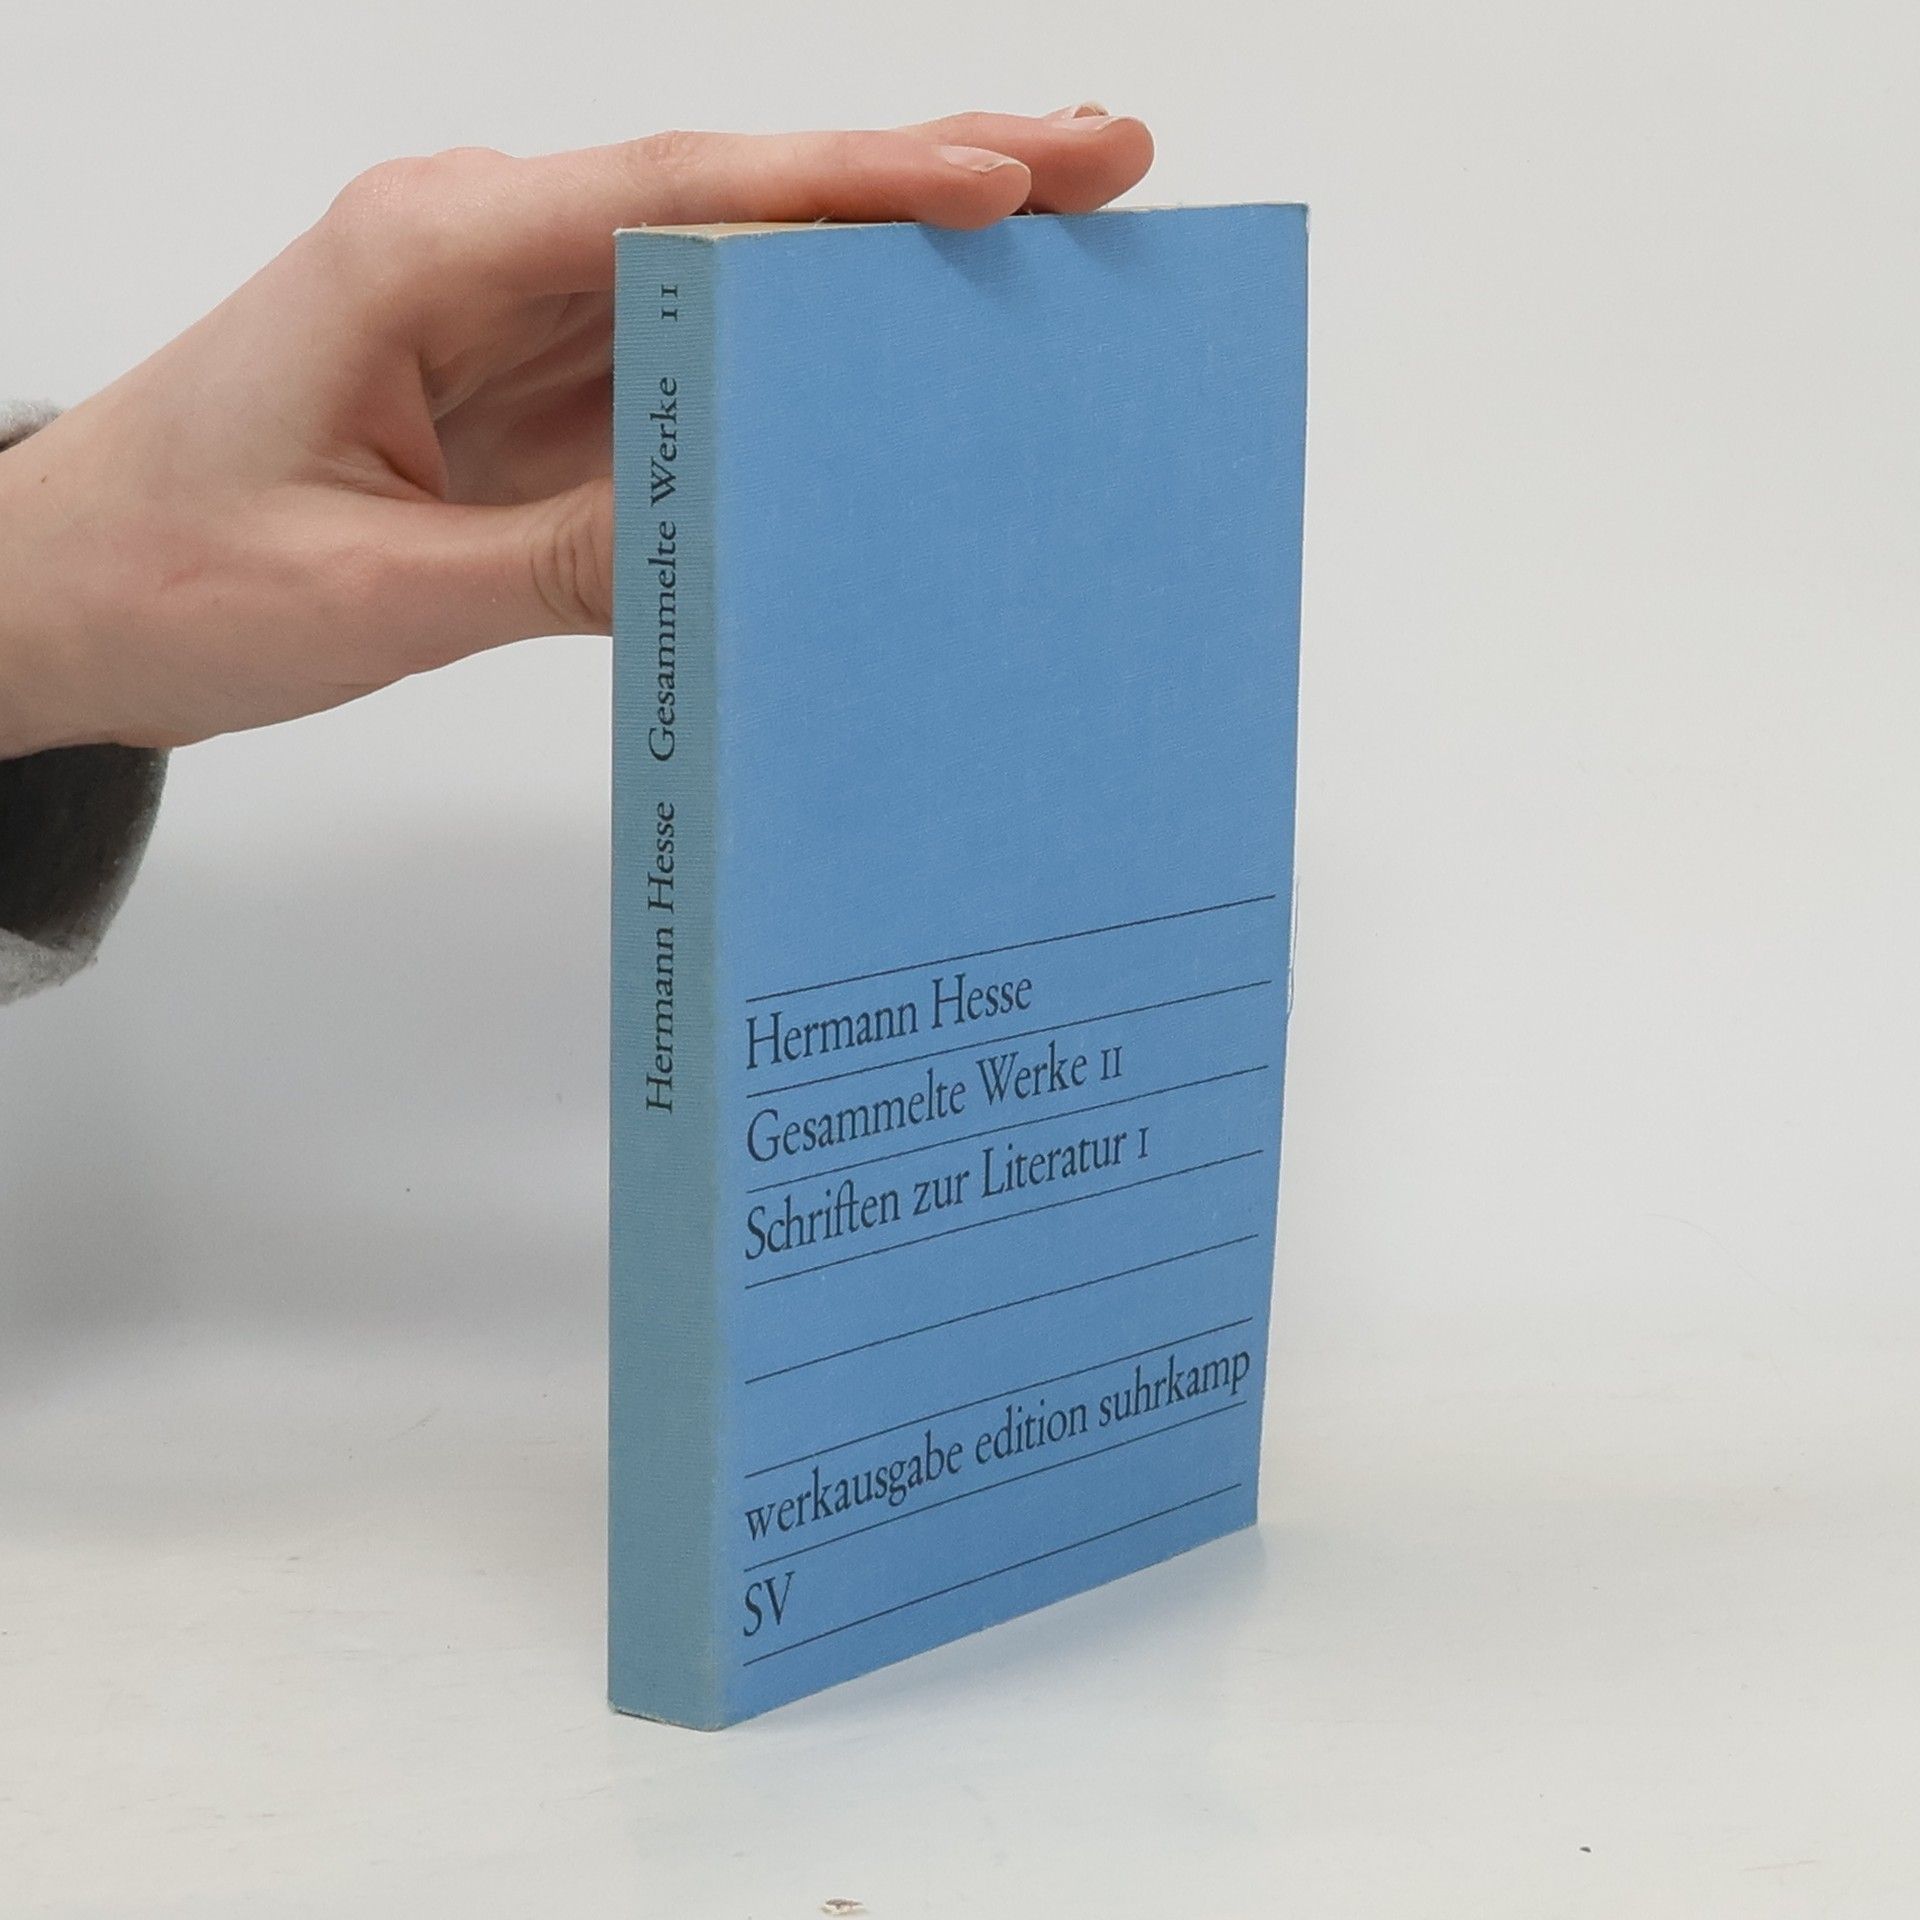 Hermann Hesse Gesammelte Werke 11
Hermann Hesse
Gesammelte Werke 11
Schriften zur Literatur 1
werkausgabe edition suhrkamp
SV